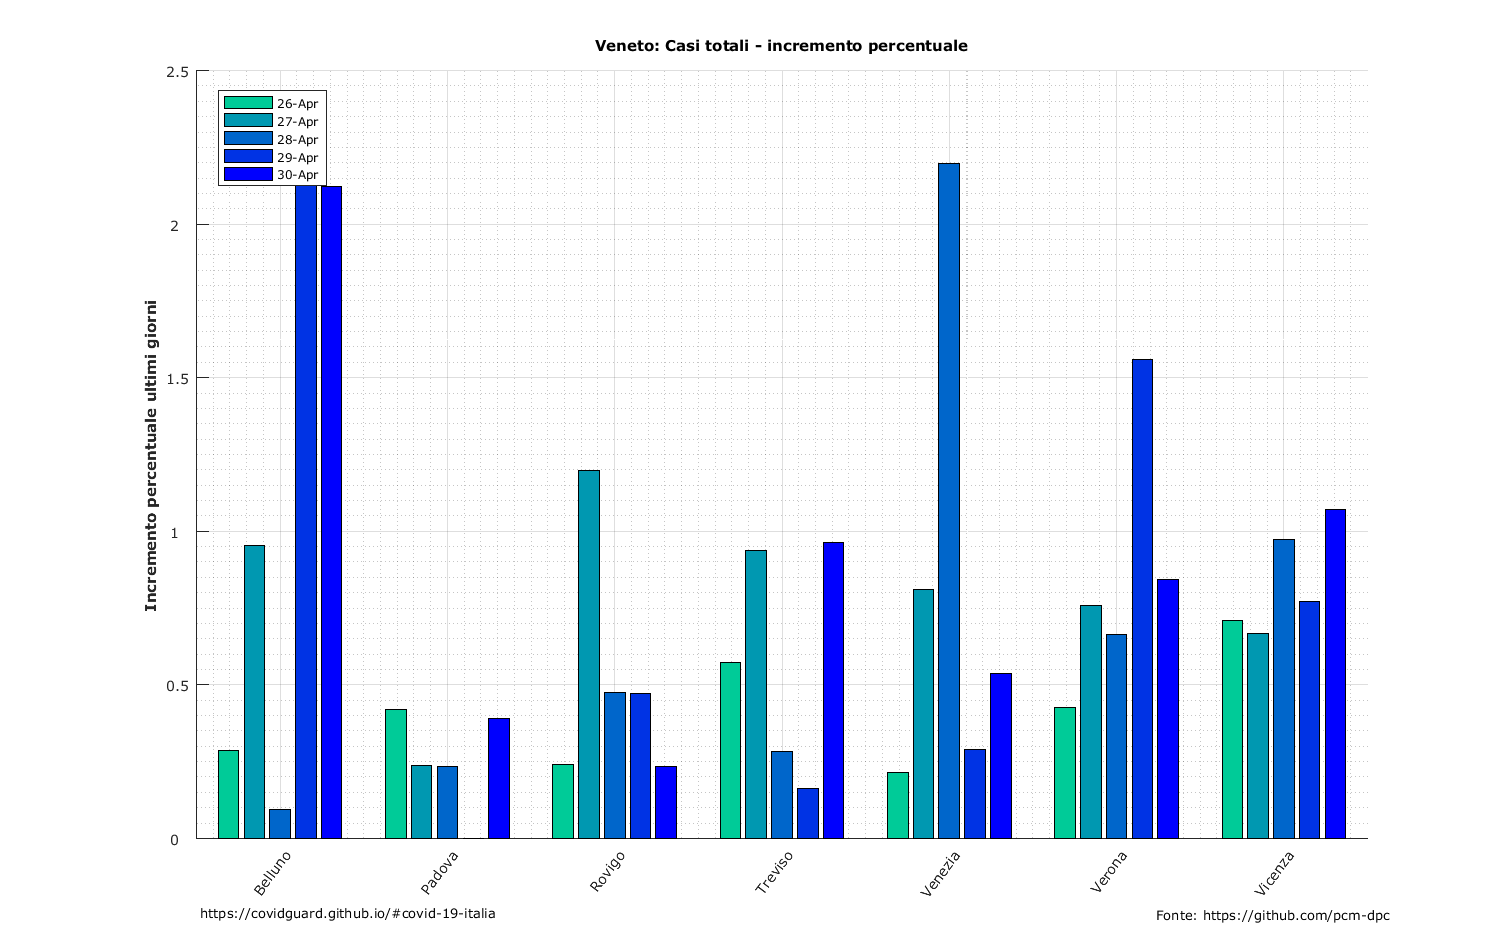 Veneto: Casi totali - incremento percentuale
2.5
2
1.5
1
0.5
0
Incremento percentuale ultimi giorni
26-Apr
27-Apr
28-Apr
29-Apr
30-Apr
Belluno
Padova
Rovigo
Treviso
Venezia
Verona
Vicenza
https://covidguard.github.io/#covid-19-italia
Fonte: https://github.com/pcm-dpc